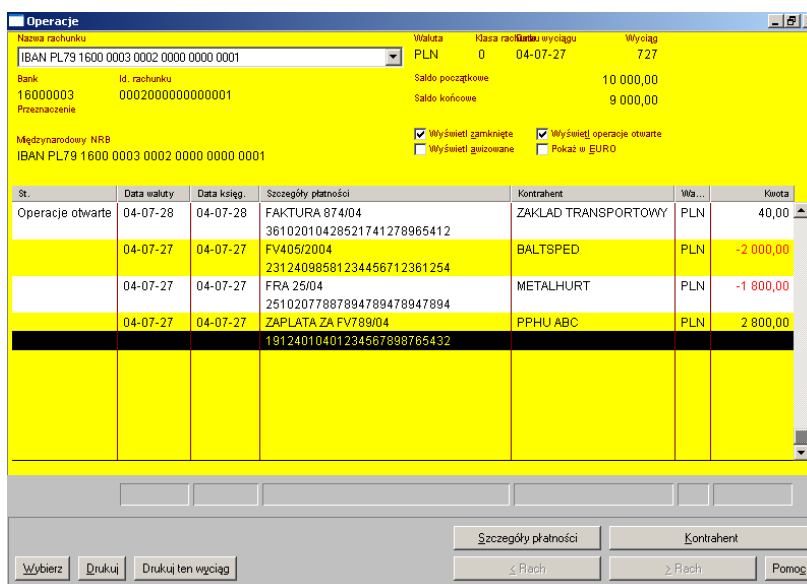 Operacje
Nazwa rachunku
Waluta Klasa rachunku Data wyciągu Wyciąg
IBAN PL79 1600 0003 0002 0000 0000 0001
PLN 0 04-07-27 727
Bank Id. rachunku
Saldo początkowe 10 000,00
16000003 0002000000000001
Saldo końcowe 9 000,00
Przeznaczenie
Wyświetl zamknięte Wyświetl operacje otwarte
Międzynarodowy NRB
Wyświetl awizowane Pokaż w EURO
IBAN PL79 1600 0003 0002 0000 0000 0001
St. Data waluty Data księg. Szczegóły płatności Kontrahent Wa... Kwota
Operacje otwarte 04-07-28 04-07-28 FAKTURA 874/04 ZAKLAD TRANSPORTOWY PLN 40,00
36102010428521741278965412
04-07-27 04-07-27 FV405/2004 BALTSPED PLN -2 000,00
23124098581234456712361254
04-07-27 04-07-27 FRA 25/04 METALHURT PLN -1 800,00
25102077887894789478947894
04-07-27 04-07-27 ZAPLATA ZA FV789/04 PPHU ABC PLN 2 800,00
19124010401234567898765432
Szczegóły płatności Kontrahent
Wybierz Drukuj Drukuj ten wyciąg < Rach > Rach Pomoc